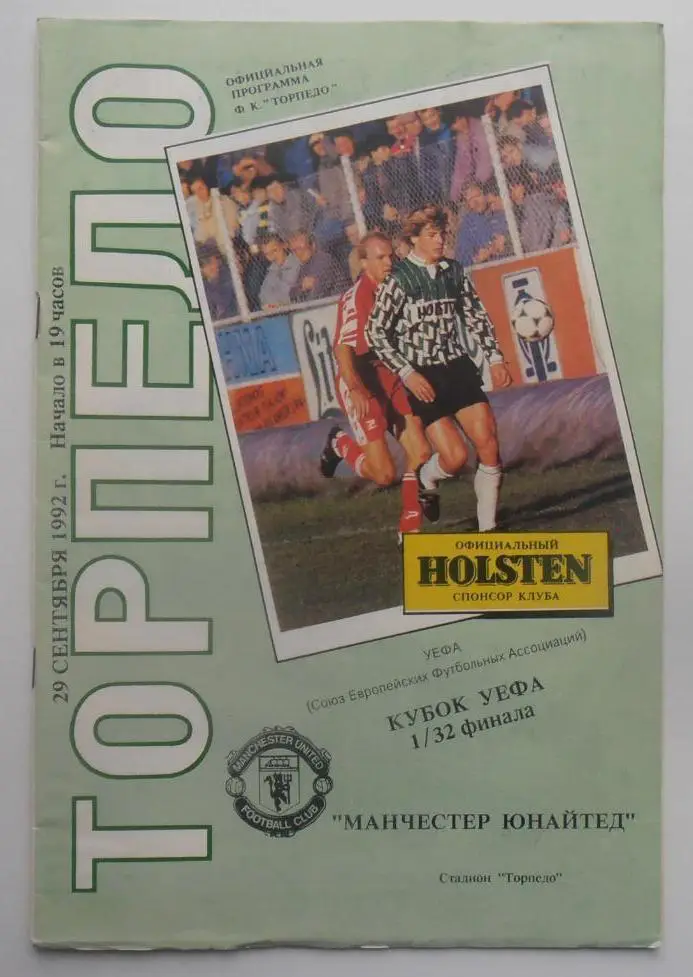 ТОРПЕДО
29 СЕНТЯБРЯ 1992 г. Начало в 19 часов
ОФИЦИАЛЬНАЯ
ПРОГРАММА
Ф. К. "ТОРПЕДО"
ОФИЦИАЛЬНЫЙ
HOLSTEN
СПОНСОР КЛУБА
УЕФА
(Союз Европейских Футбольных Ассоциаций)
КУБОК УЕФА
1/32 финала
MANCHESTER UNITED
FOOTBALL CLUB
"МАНЧЕСТЕР ЮНАЙТЕД"
Стадион "Торпедо"